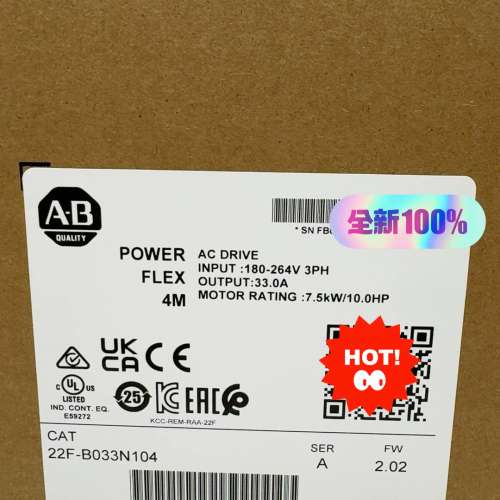 A-B
QUALITY
* SN FB
全新100%
POWER
FLEX
4M
AC DRIVE
INPUT :180-264V 3PH
OUTPUT:33.0A
MOTOR RATING :7.5kW/10.0HP
UK
CA CE
C UL US
LISTED
IND. CONT. EQ.
E59272
25
EAC
KCC-REM-RAA-22F
HOT!
CAT
22F-B033N104
SER
A
FW
2.02